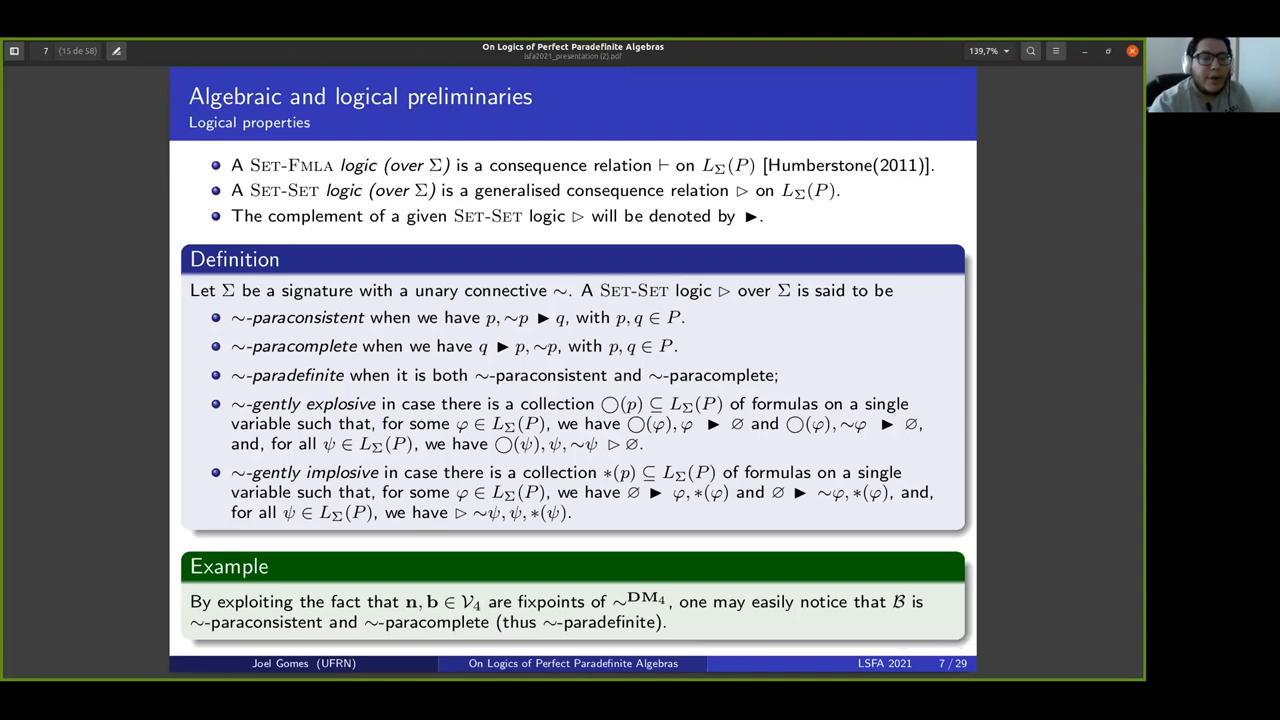 7 (15 de 58)
On Logics of Perfect Paradefinite Algebras
lsfa2021_presentation (2).pdf
139,7%
Algebraic and logical preliminaries
Logical properties
A Set-Fmla logic (over Σ) is a consequence relation ⊢ on L_Σ(P) [Humberstone(2011)].
A Set-Set logic (over Σ) is a generalised consequence relation ▷ on L_Σ(P).
The complement of a given Set-Set logic ▷ will be denoted by ▶.
Definition
Let Σ be a signature with a unary connective ∼. A Set-Set logic ▷ over Σ is said to be
∼-paraconsistent when we have p, ∼p ▶ q, with p, q ∈ P.
∼-paracomplete when we have q ▶ p, ∼p, with p, q ∈ P.
∼-paradefinite when it is both ∼-paraconsistent and ∼-paracomplete;
∼-gently explosive in case there is a collection ◯(p) ⊆ L_Σ(P) of formulas on a single
variable such that, for some φ ∈ L_Σ(P), we have ◯(φ), φ ▶ ∅ and ◯(φ), ∼φ ▶ ∅,
and, for all ψ ∈ L_Σ(P), we have ◯(ψ), ψ, ∼ψ ▷ ∅.
∼-gently implosive in case there is a collection ∗(p) ⊆ L_Σ(P) of formulas on a single
variable such that, for some φ ∈ L_Σ(P), we have ∅ ▶ φ, ∗(φ) and ∅ ▶ ∼φ, ∗(φ), and,
for all ψ ∈ L_Σ(P), we have ▷ ∼ψ, ψ, ∗(ψ).
Example
By exploiting the fact that n, b ∈ 𝒱₄ are fixpoints of ∼^DM₄, one may easily notice that ℬ is
∼-paraconsistent and ∼-paracomplete (thus ∼-paradefinite).
Joel Gomes (UFRN) On Logics of Perfect Paradefinite Algebras LSFA 2021 7 / 29